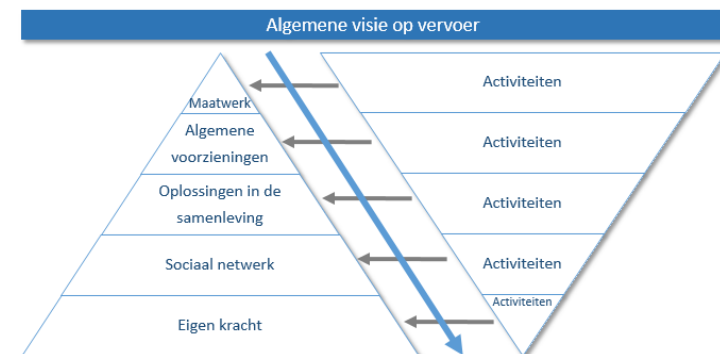 Algemene visie op vervoer
Maatwerk
Activiteiten
Algemene
voorzieningen
Activiteiten
Oplossingen in de
samenleving
Activiteiten
Sociaal netwerk
Activiteiten
Eigen kracht
Activiteiten